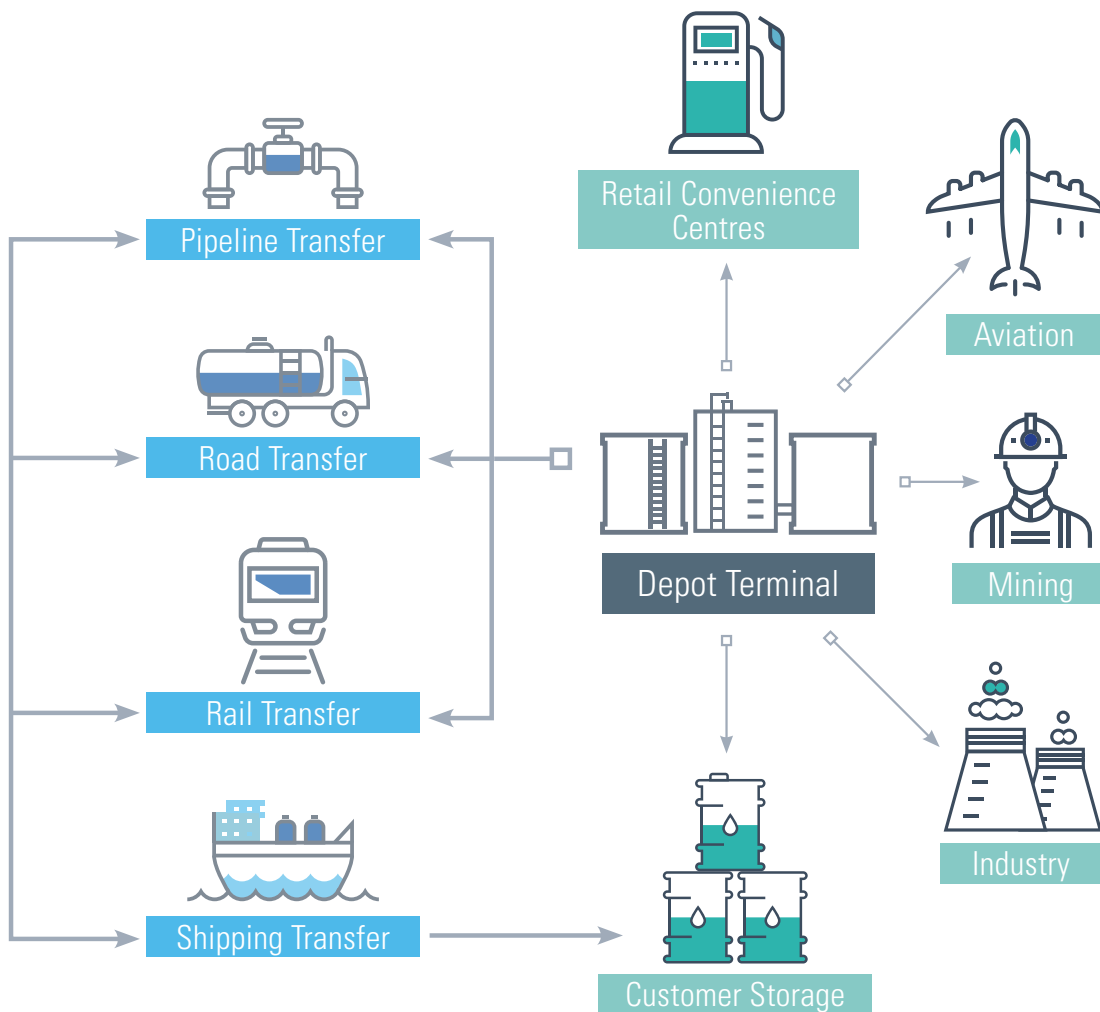 Retail Convenience
Centres
Pipeline Transfer
Aviation
Road Transfer
Depot Terminal
Mining
Rail Transfer
Industry
Shipping Transfer
Customer Storage